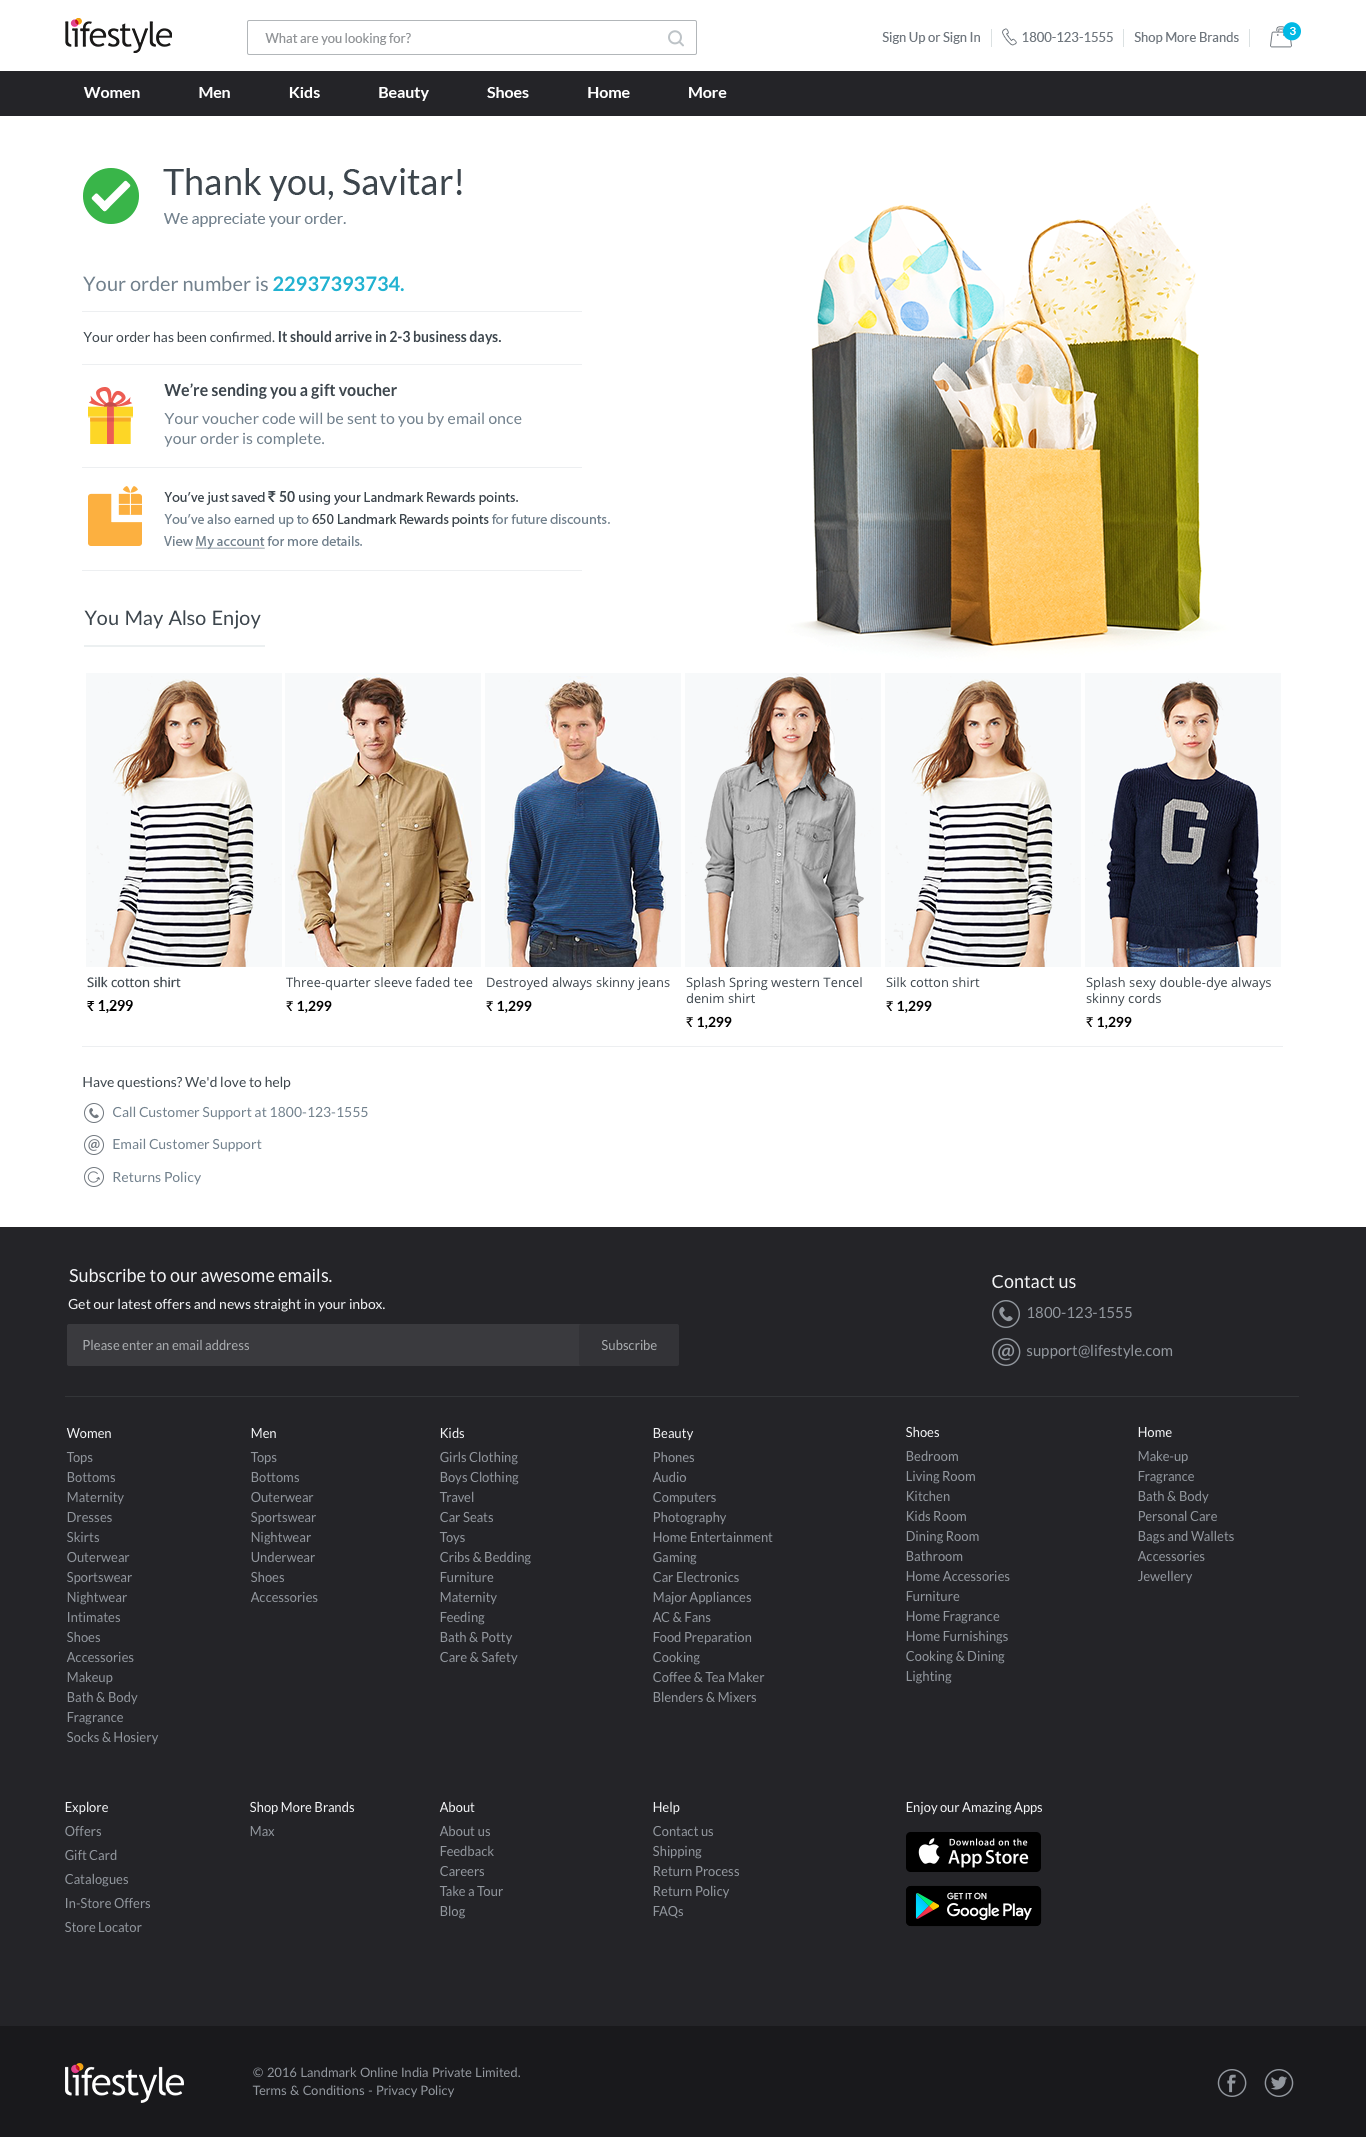 lifestyle
What are you looking for?
Sign Up or Sign In
1800-123-1555
Shop More Brands
3
Women Men Kids Beauty Shoes Home More
Thank you, Savitar!
We appreciate your order.
Your order number is 22937393734.
Your order has been confirmed. It should arrive in 2-3 business days.
We're sending you a gift voucher
Your voucher code will be sent to you by email once
your order is complete.
You've just saved ₹ 50 using your Landmark Rewards points.
You've also earned up to 650 Landmark Rewards points for future discounts.
View My account for more details.
You May Also Enjoy
G
Silk cotton shirt
₹ 1,299
Three-quarter sleeve faded tee
₹ 1,299
Destroyed always skinny jeans
₹ 1,299
Splash Spring western Tencel
denim shirt
₹ 1,299
Silk cotton shirt
₹ 1,299
Splash sexy double-dye always
skinny cords
₹ 1,299
Have questions? We'd love to help
Call Customer Support at 1800-123-1555
Email Customer Support
Returns Policy
Subscribe to our awesome emails.
Get our latest offers and news straight in your inbox.
Please enter an email address
Subscribe
Contact us
1800-123-1555
support@lifestyle.com
Women
Tops
Bottoms
Maternity
Dresses
Skirts
Outerwear
Sportswear
Nightwear
Intimates
Shoes
Accessories
Makeup
Bath & Body
Fragrance
Socks & Hosiery
Men
Tops
Bottoms
Outerwear
Sportswear
Nightwear
Underwear
Shoes
Accessories
Kids
Girls Clothing
Boys Clothing
Travel
Car Seats
Toys
Cribs & Bedding
Furniture
Maternity
Feeding
Bath & Potty
Care & Safety
Beauty
Phones
Audio
Computers
Photography
Home Entertainment
Gaming
Car Electronics
Major Appliances
AC & Fans
Food Preparation
Cooking
Coffee & Tea Maker
Blenders & Mixers
Shoes
Bedroom
Living Room
Kitchen
Kids Room
Dining Room
Bathroom
Home Accessories
Furniture
Home Fragrance
Home Furnishings
Cooking & Dining
Lighting
Home
Make-up
Fragrance
Bath & Body
Personal Care
Bags and Wallets
Accessories
Jewellery
Explore
Offers
Gift Card
Catalogues
In-Store Offers
Store Locator
Shop More Brands
Max
About
About us
Feedback
Careers
Take a Tour
Blog
Help
Contact us
Shipping
Return Process
Return Policy
FAQs
Enjoy our Amazing Apps
Download on the
App Store
GET IT ON
Google Play
lifestyle
© 2016 Landmark Online India Private Limited.
Terms & Conditions - Privacy Policy